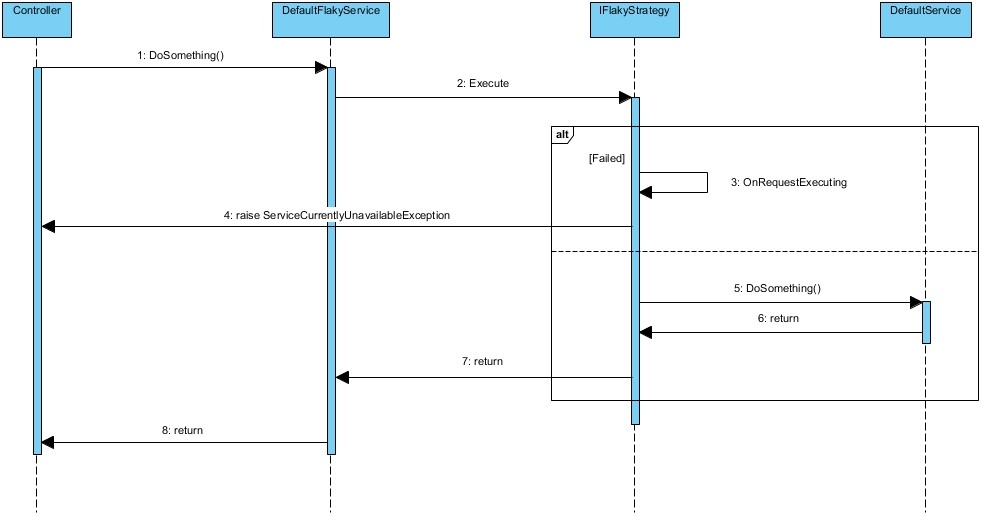 Controller
DefaultFlakyService
IFlakyStrategy
DefaultService
1: DoSomething()
2: Execute
alt
[Failed]
3: OnRequestExecuting
4: raise ServiceCurrentlyUnavailableException
5: DoSomething()
6: return
7: return
8: return